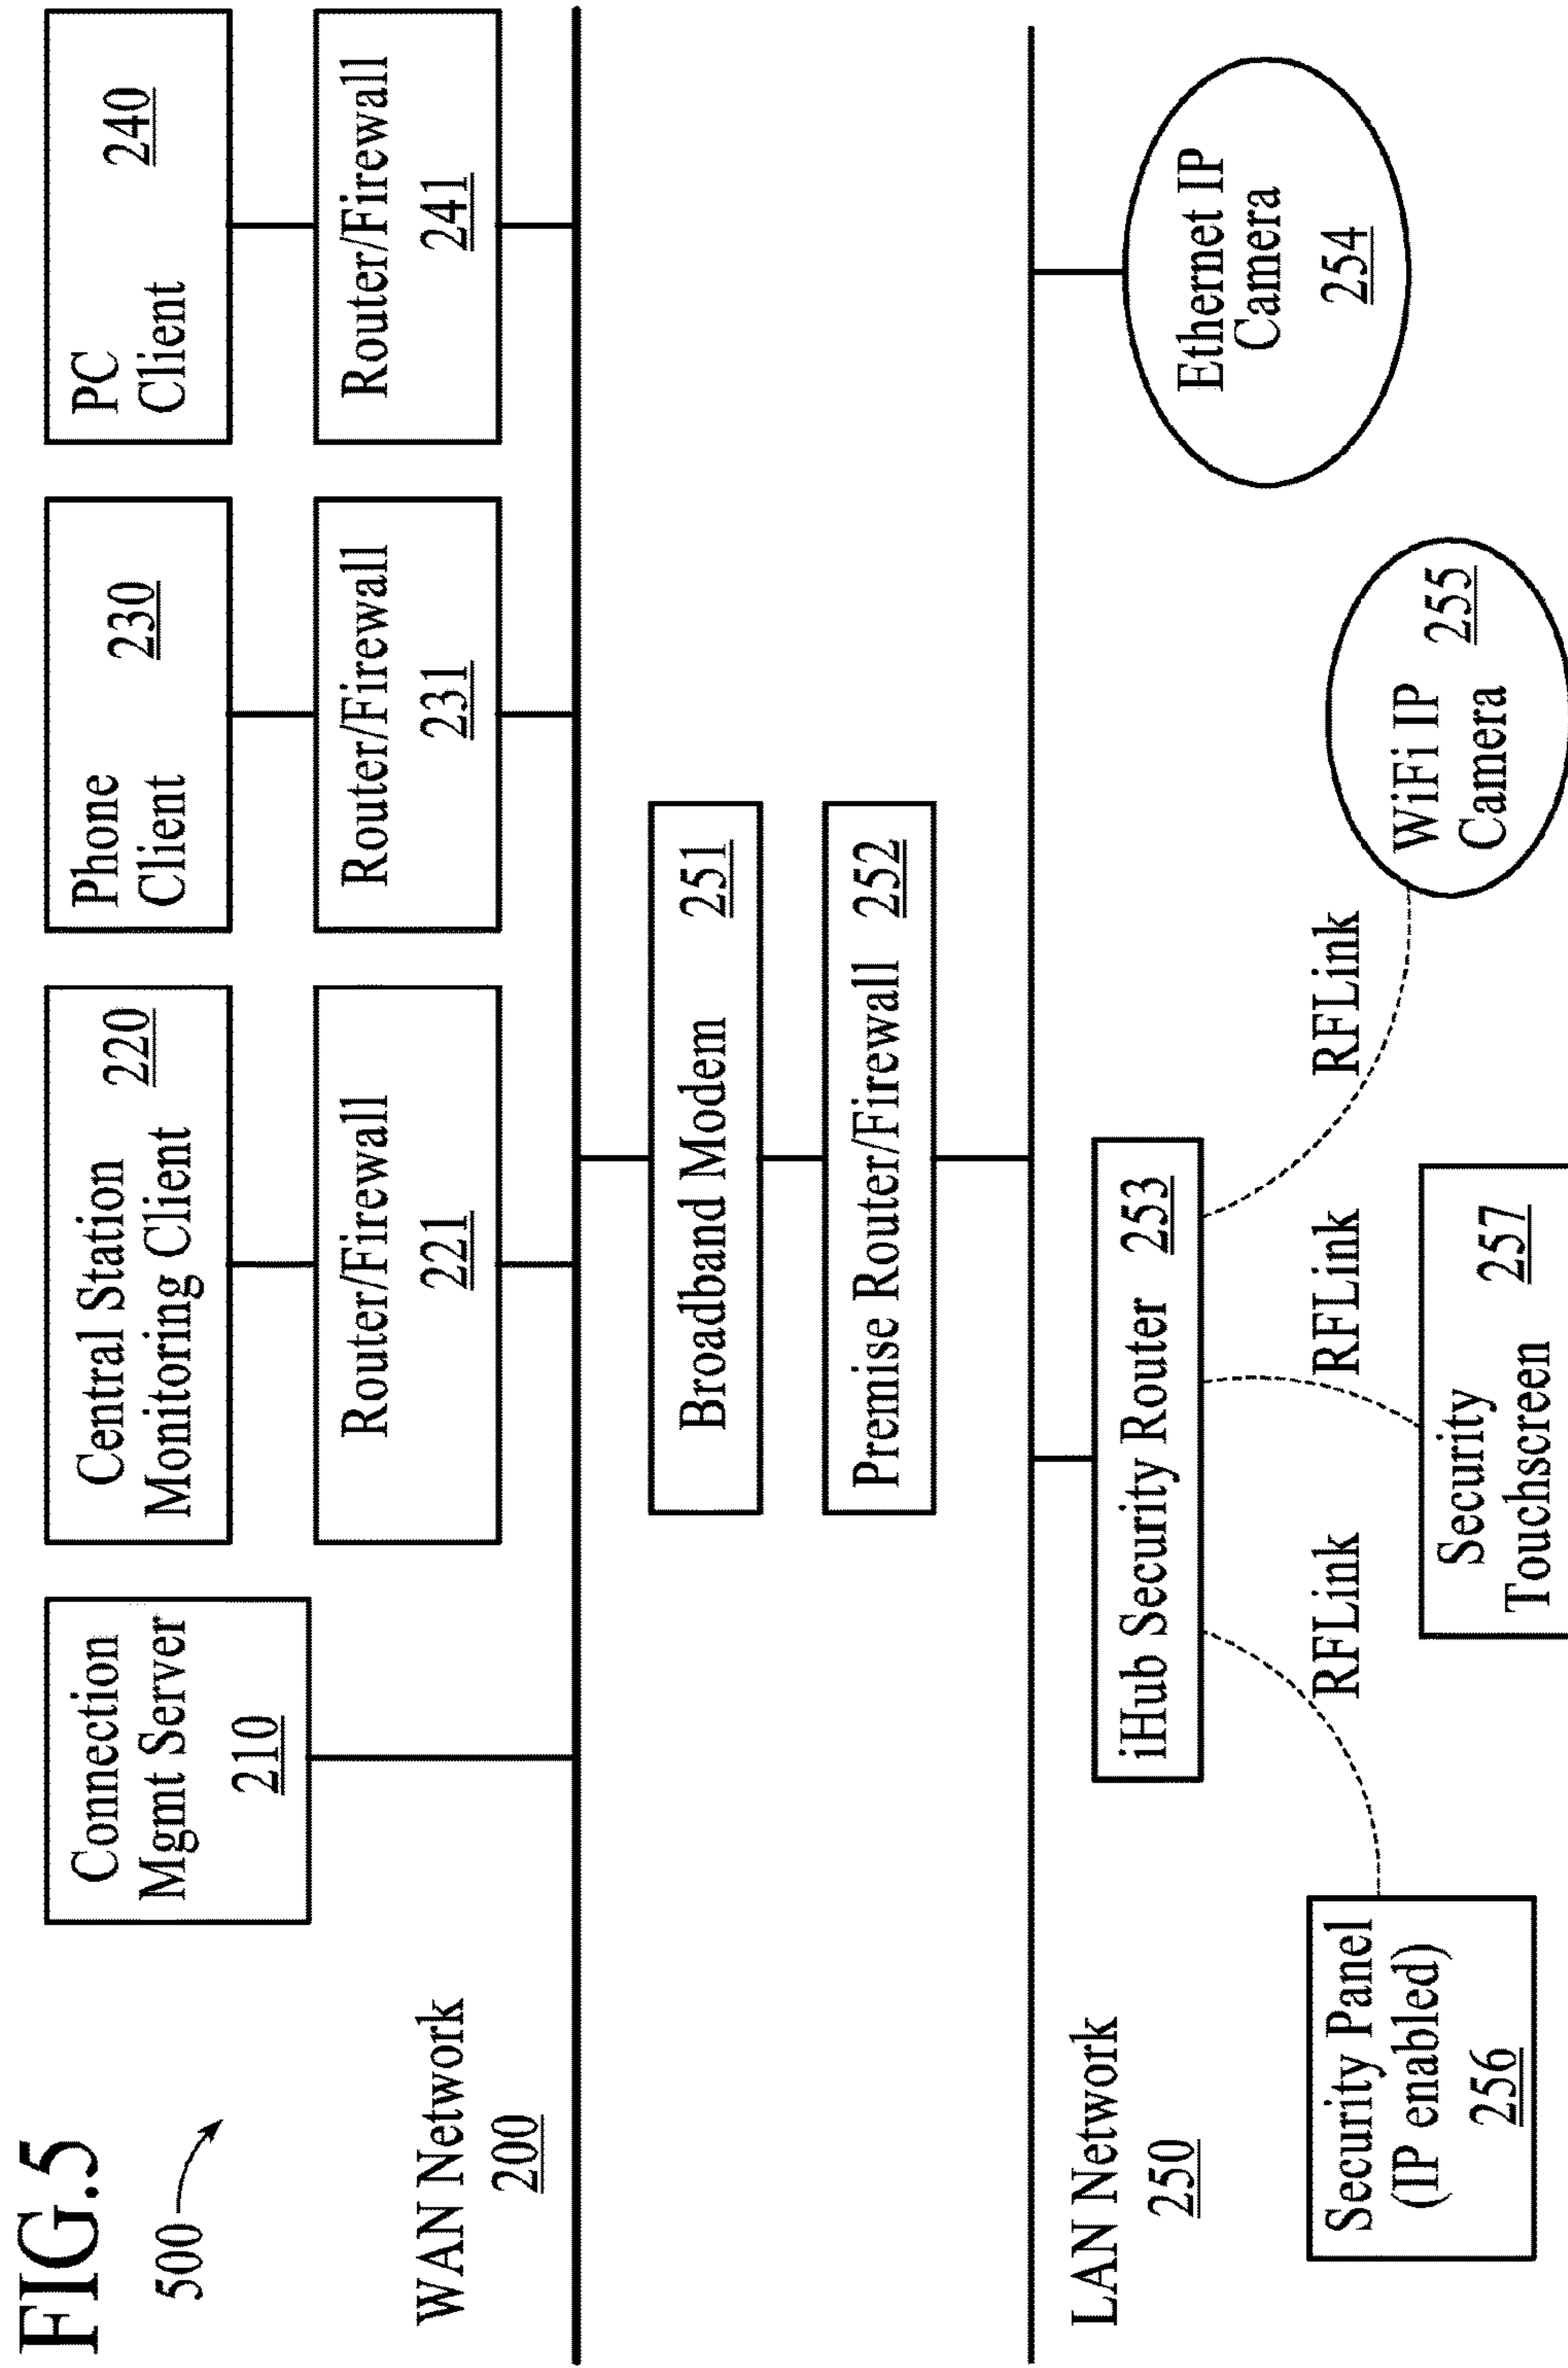 FIG.5
500
Connection
Mgmt Server
210
Central Station
Monitoring Client
220
Phone
Client
230
PC
Client
240
Router/Firewall
221
Router/Firewall
231
Router/Firewall
241
WAN Network
200
Broadband Modem 251
Premise Router/Firewall 252
LAN Network
250
iHub Security Router 253
Ethernet IP
Camera
254
RFLink
RFLink
RFLink
Security Panel
(IP enabled)
256
Security
Touchscreen
257
WiFi IP
Camera
255